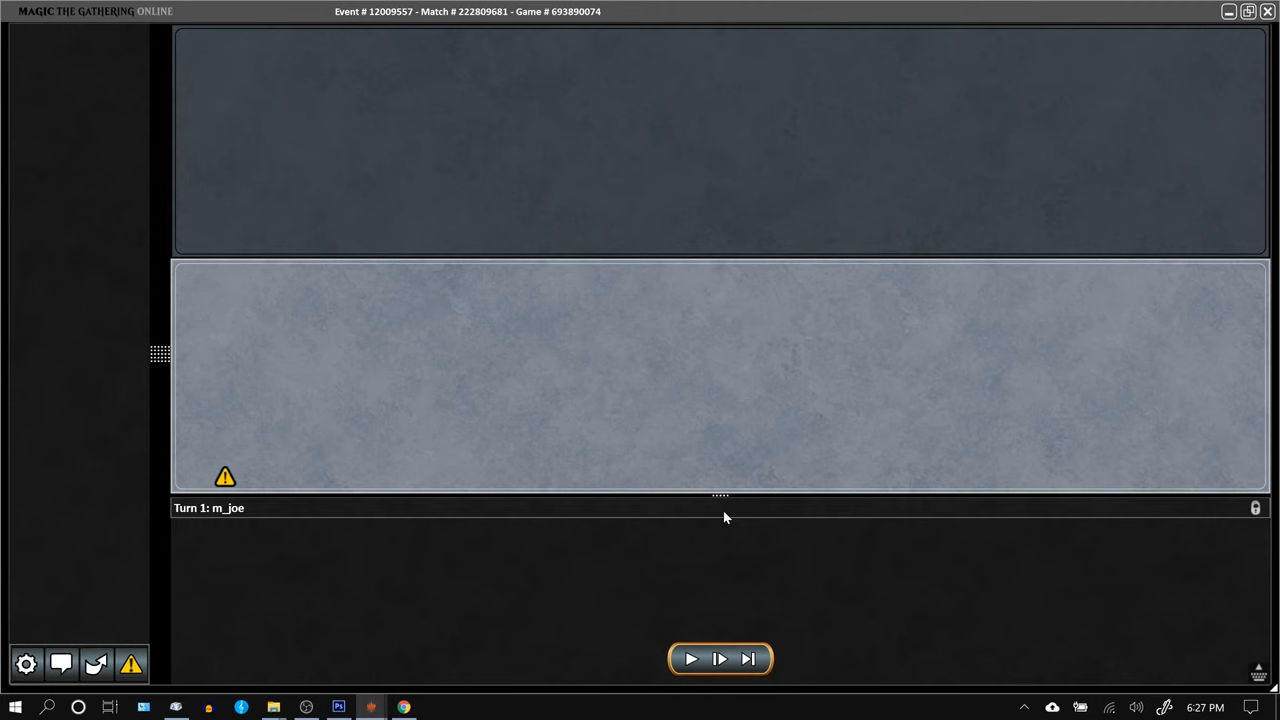 MAGIC THE GATHERING ONLINE
Event # 12009557 - Match # 222809681 - Game # 693890074
Turn 1: m_joe
6:27 PM